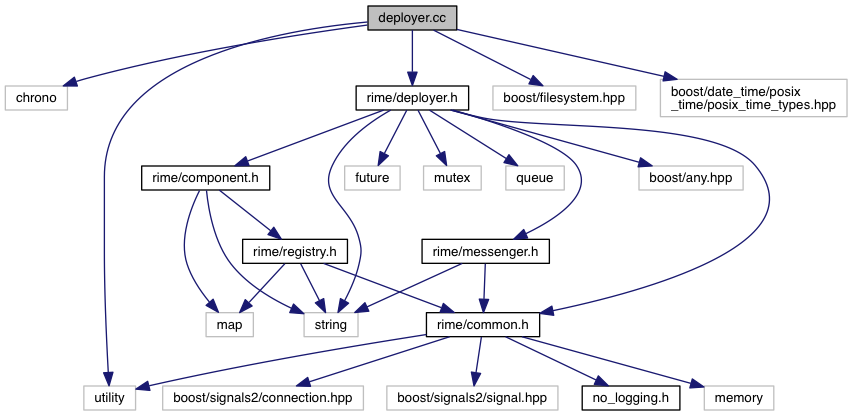 deployer.cc
chrono
rime/deployer.h
boost/filesystem.hpp
boost/date_time/posix
_time/posix_time_types.hpp
rime/component.h
future
mutex
queue
boost/any.hpp
rime/registry.h
rime/messenger.h
map
string
rime/common.h
utility
boost/signals2/connection.hpp
boost/signals2/signal.hpp
no_logging.h
memory